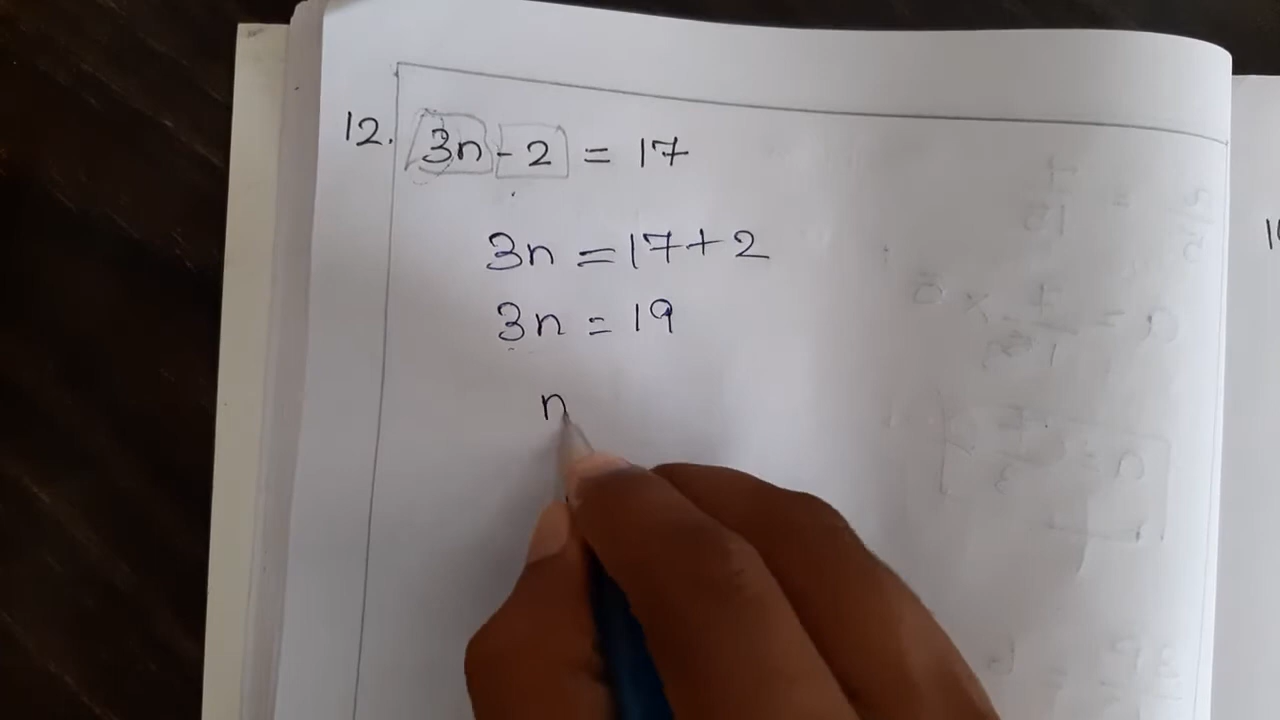 12. 3n - 2 = 17
3n = 17 + 2
3n = 19
n